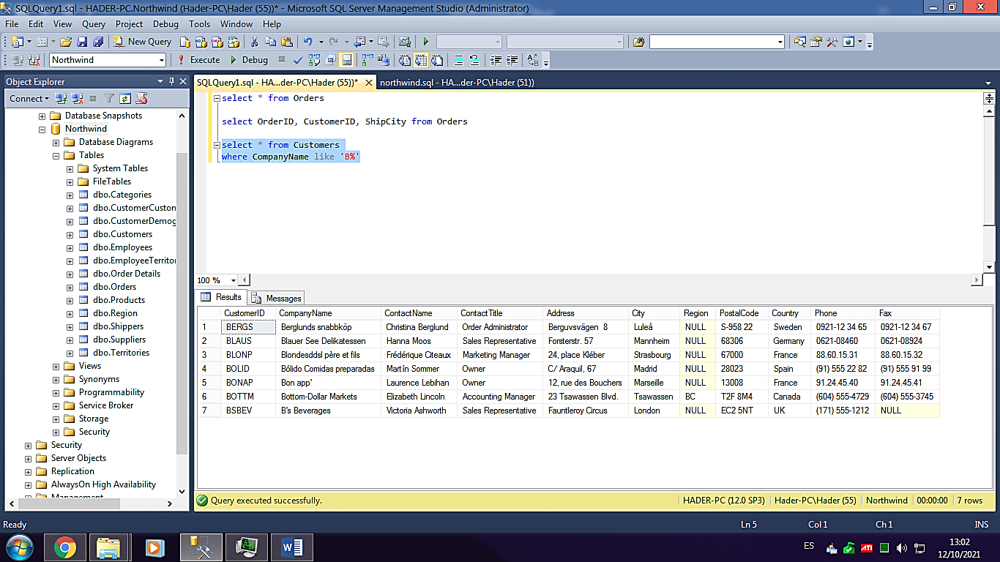 SQLQuery1.sql - HADER-PC.Northwind (Hader-PC\Hader (55))* - Microsoft SQL Server Management Studio (Administrator)
File Edit View Query Project Debug Tools Window Help
New Query
Northwind Execute Debug
Object Explorer
Connect
Database Snapshots
Northwind
Database Diagrams
Tables
System Tables
FileTables
dbo.Categories
dbo.CustomerCustom
dbo.CustomerDemog
dbo.Customers
dbo.Employees
dbo.EmployeeTerritor
dbo.Order Details
dbo.Orders
dbo.Products
dbo.Region
dbo.Shippers
dbo.Suppliers
dbo.Territories
Views
Synonyms
Programmability
Service Broker
Storage
Security
Security
Server Objects
Replication
AlwaysOn High Availability
Management
SQLQuery1.sql - HA...der-PC\Hader (55))* northwind.sql - HA...der-PC\Hader (51))
select * from Orders
select OrderID, CustomerID, ShipCity from Orders
select * from Customers
where CompanyName like 'B%'
100 %
Results Messages
CustomerID CompanyName ContactName ContactTitle Address City Region PostalCode Country Phone Fax
1 BERGS Berglunds snabbköp Christina Berglund Order Administrator Berguvsvägen 8 Luleå NULL S-958 22 Sweden 0921-12 34 65 0921-12 34 67
2 BLAUS Blauer See Delikatessen Hanna Moos Sales Representative Forsterstr. 57 Mannheim NULL 68306 Germany 0621-08460 0621-08924
3 BLONP Blondesddsl père et fils Frédérique Citeaux Marketing Manager 24, place Kléber Strasbourg NULL 67000 France 88.60.15.31 88.60.15.32
4 BOLID Bólido Comidas preparadas Martín Sommer Owner C/ Araquil, 67 Madrid NULL 28023 Spain (91) 555 22 82 (91) 555 91 99
5 BONAP Bon app' Laurence Lebihan Owner 12, rue des Bouchers Marseille NULL 13008 France 91.24.45.40 91.24.45.41
6 BOTTM Bottom-Dollar Markets Elizabeth Lincoln Accounting Manager 23 Tsawassen Blvd. Tsawassen BC T2F 8M4 Canada (604) 555-4729 (604) 555-3745
7 BSBEV B's Beverages Victoria Ashworth Sales Representative Fauntleroy Circus London NULL EC2 5NT UK (171) 555-1212 NULL
Query executed successfully. HADER-PC (12.0 SP3) Hader-PC\Hader (55) Northwind 00:00:00 7 rows
Ready Ln 5 Col 1 Ch 1 INS
ES ATI 13:02
12/10/2021